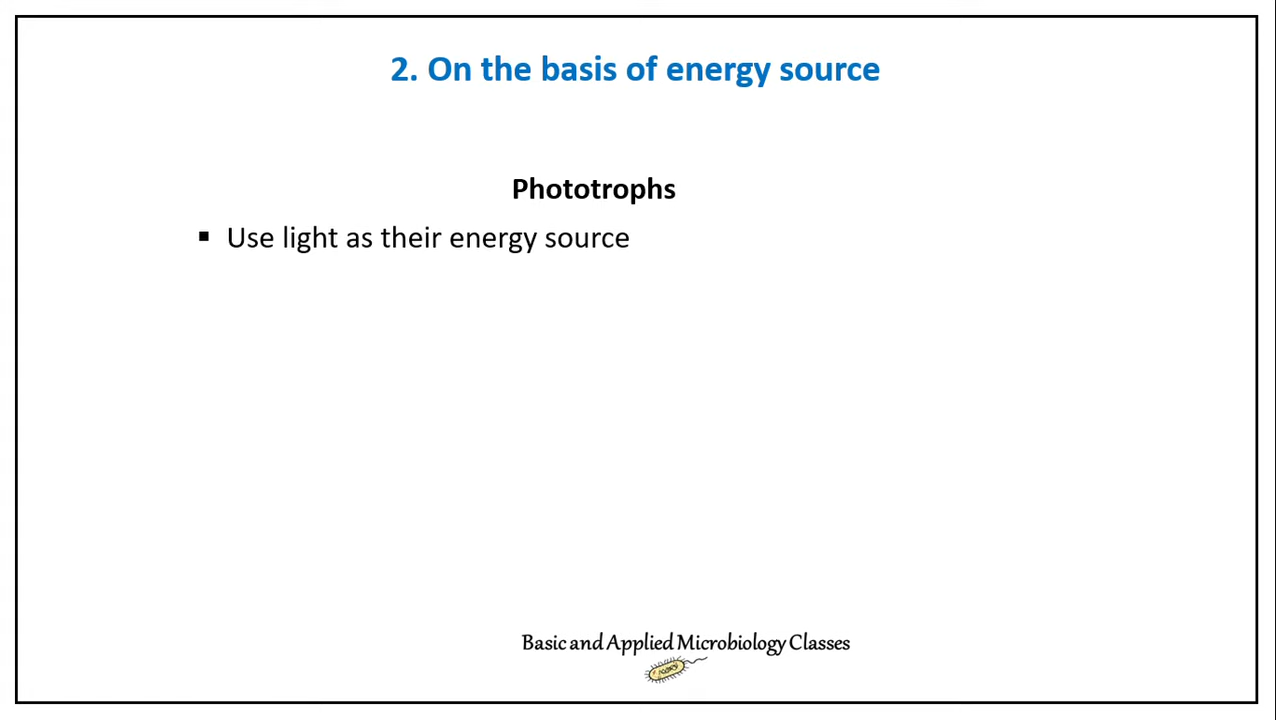 2. On the basis of energy source
Phototrophs
▪ Use light as their energy source
Basic and Applied Microbiology Classes